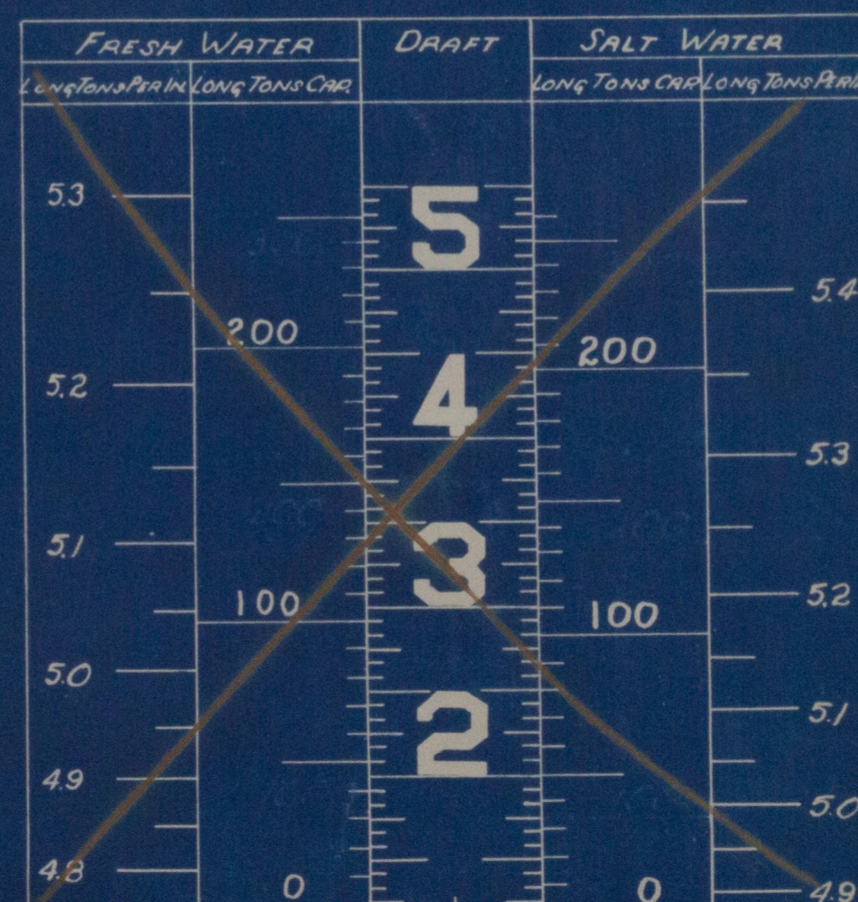 FRESH WATER DRAFT SALT WATER
LONG TONS PER IN LONG TONS CAP. LONG TONS CAP LONG TONS PER IN
5.3 5
5.4
200 200
5.2 4
5.3
5.1 3
5.2
100 100
5.0 2 5.1
4.9 5.0
4.8 0 0 4.9